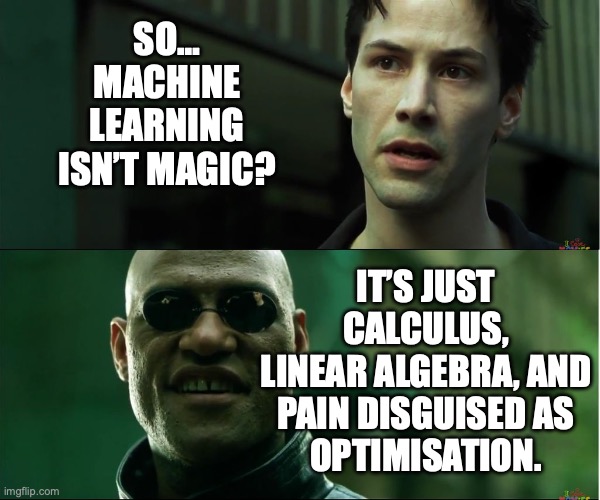 SO...
MACHINE
LEARNING
ISN'T MAGIC?
IT'S JUST
CALCULUS,
LINEAR ALGEBRA, AND
PAIN DISGUISED AS
OPTIMISATION.
imgflip.com